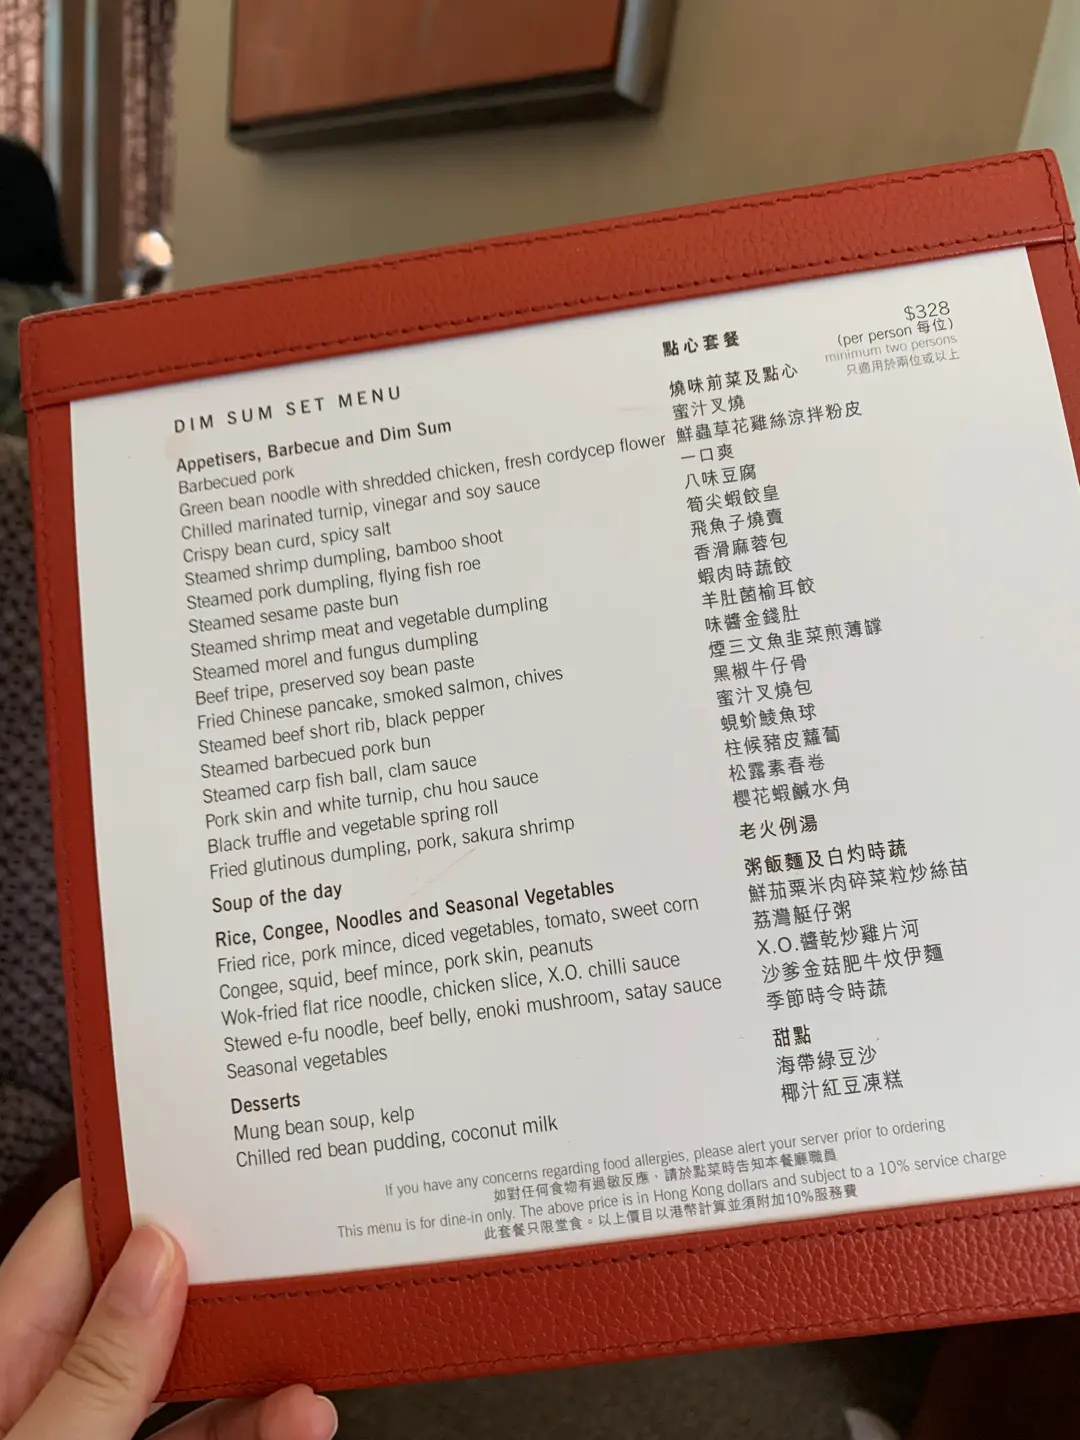 DIM SUM SET MENU
點心套餐
$328
(per person 每位)
minimum two persons
只適用於兩位或以上
Appetisers, Barbecue and Dim Sum
燒味前菜及點心
Barbecued pork
蜜汁叉燒
Green bean noodle with shredded chicken, fresh cordycep flower
鮮蟲草花雞絲涼拌粉皮
Chilled marinated turnip, vinegar and soy sauce
一口爽
Crispy bean curd, spicy salt
八味豆腐
Steamed shrimp dumpling, bamboo shoot
筍尖蝦餃皇
Steamed pork dumpling, flying fish roe
飛魚子燒賣
Steamed sesame paste bun
香滑麻蓉包
Steamed shrimp meat and vegetable dumpling
蝦肉時蔬餃
Steamed morel and fungus dumpling
羊肚菌榆耳餃
Beef tripe, preserved soy bean paste
味醬金錢肚
Fried Chinese pancake, smoked salmon, chives
煙三文魚韭菜煎薄罉
Steamed beef short rib, black pepper
黑椒牛仔骨
Steamed barbecued pork bun
蜜汁叉燒包
Steamed carp fish ball, clam sauce
蜆蚧鯪魚球
Pork skin and white turnip, chu hou sauce
柱候豬皮蘿蔔
Black truffle and vegetable spring roll
松露素春卷
Fried glutinous dumpling, pork, sakura shrimp
櫻花蝦鹹水角
Soup of the day
老火例湯
Rice, Congee, Noodles and Seasonal Vegetables
粥飯麵及白灼時蔬
Fried rice, pork mince, diced vegetables, tomato, sweet corn
鮮茄粟米肉碎菜粒炒絲苗
Congee, squid, beef mince, pork skin, peanuts
荔灣艇仔粥
Wok-fried flat rice noodle, chicken slice, X.O. chilli sauce
X.O.醬乾炒雞片河
Stewed e-fu noodle, beef belly, enoki mushroom, satay sauce
沙爹金菇肥牛炆伊麵
Seasonal vegetables
季節時令時蔬
Desserts
甜點
Mung bean soup, kelp
海帶綠豆沙
Chilled red bean pudding, coconut milk
椰汁紅豆凍糕
If you have any concerns regarding food allergies, please alert your server prior to ordering
如對任何食物有過敏反應，請於點菜時告知本餐廳職員
This menu is for dine-in only. The above price is in Hong Kong dollars and subject to a 10% service charge
此套餐只限堂食。以上價目以港幣計算並須附加10%服務費